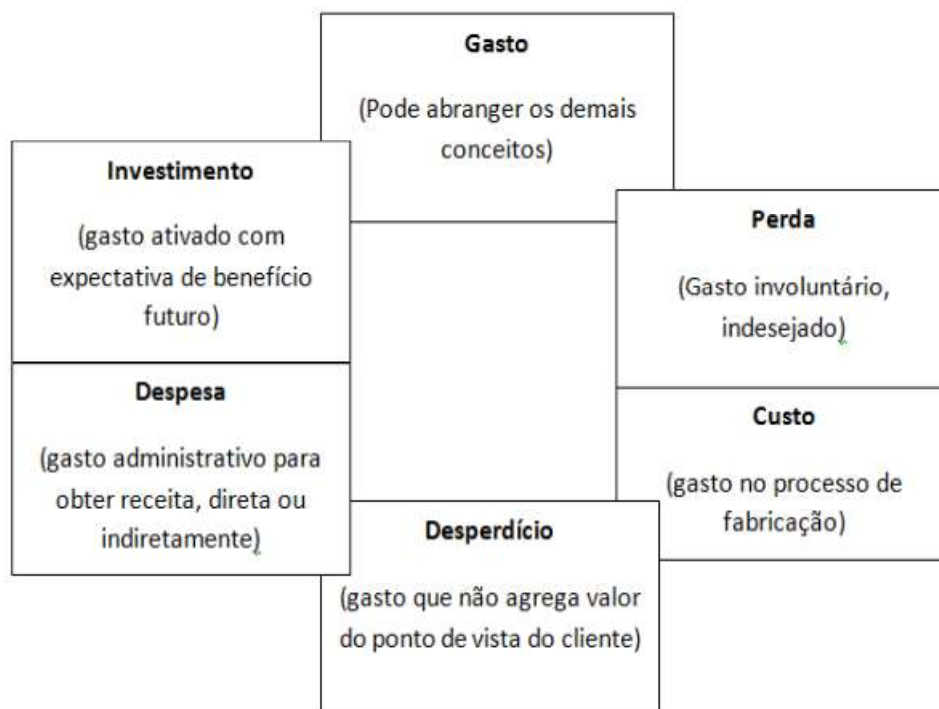 Gasto
(Pode abranger os demais
conceitos)
Investimento
(gasto ativado com
expectativa de benefício
futuro)
Perda
(Gasto involuntário,
indesejado)
Despesa
(gasto administrativo para
obter receita, direta ou
indiretamente)
Custo
(gasto no processo de
fabricação)
Desperdício
(gasto que não agrega valor
do ponto de vista do cliente)